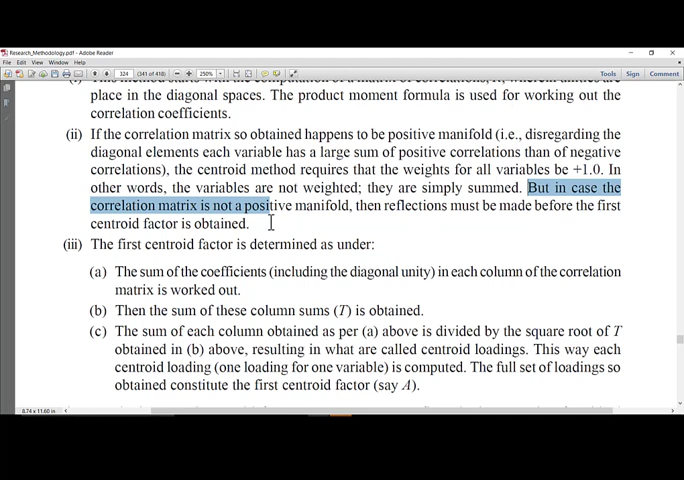 Research_Methodology.pdf - Adobe Reader
File Edit View Window Help
324 (341 of 418) 250% Tools Sign Comment
place in the diagonal spaces. The product moment formula is used for working out the
correlation coefficients.
(ii) If the correlation matrix so obtained happens to be positive manifold (i.e., disregarding the
diagonal elements each variable has a large sum of positive correlations than of negative
correlations), the centroid method requires that the weights for all variables be +1.0. In
other words, the variables are not weighted; they are simply summed. But in case the
correlation matrix is not a positive manifold, then reflections must be made before the first
centroid factor is obtained.
(iii) The first centroid factor is determined as under:
(a) The sum of the coefficients (including the diagonal unity) in each column of the correlation
matrix is worked out.
(b) Then the sum of these column sums (T) is obtained.
(c) The sum of each column obtained as per (a) above is divided by the square root of T
obtained in (b) above, resulting in what are called centroid loadings. This way each
centroid loading (one loading for one variable) is computed. The full set of loadings so
obtained constitute the first centroid factor (say A).
8.74 x 11.60 in